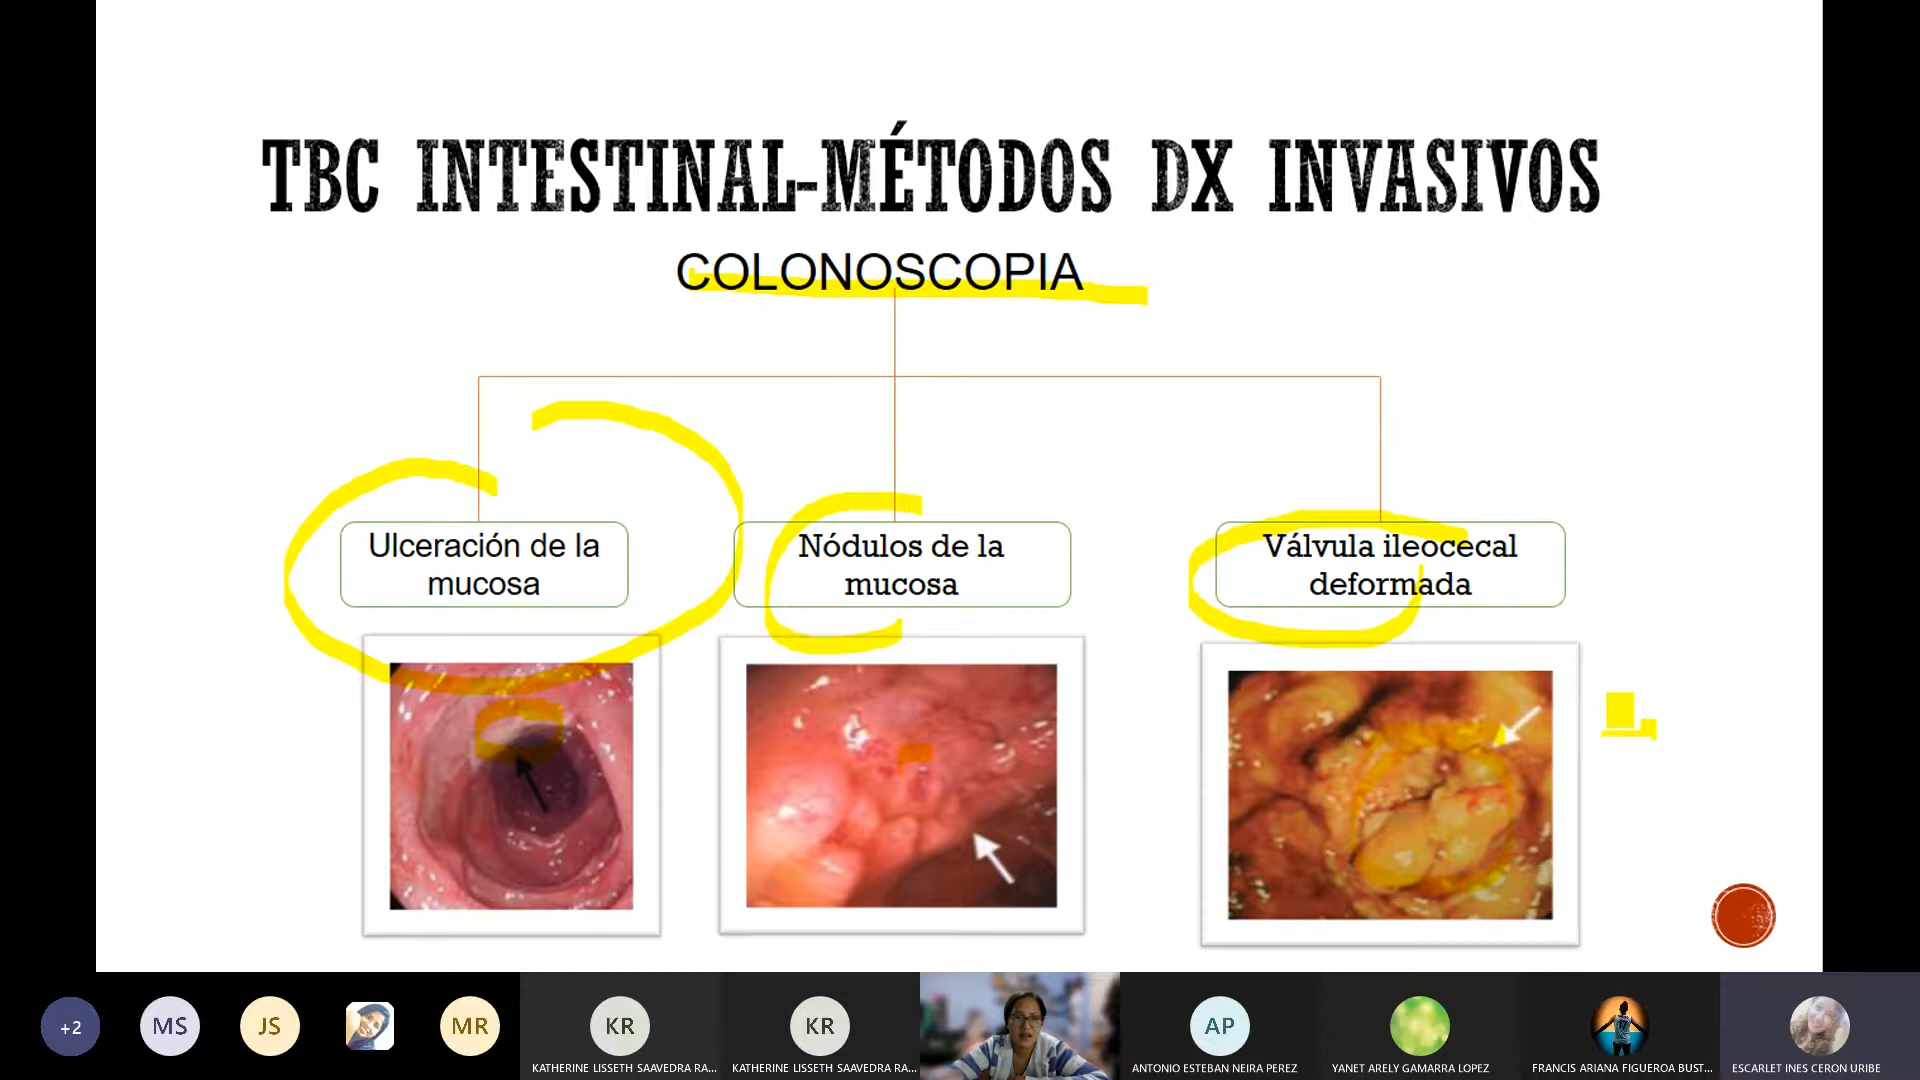 TBC INTESTINAL-MÉTODOS DX INVASIVOS
COLONOSCOPIA
Ulceración de la
mucosa
Nódulos de la
mucosa
Válvula ileocecal
deformada
+2
MS
JS
MR
KR
KATHERINE LISSETH SAAVEDRA RA...
KR
KATHERINE LISSETH SAAVEDRA RA...
AP
ANTONIO ESTEBAN NEIRA PEREZ
YANET ARELY GAMARRA LOPEZ
FRANCIS ARIANA FIGUEROA BUST...
ESCARLET INES CERON URIBE